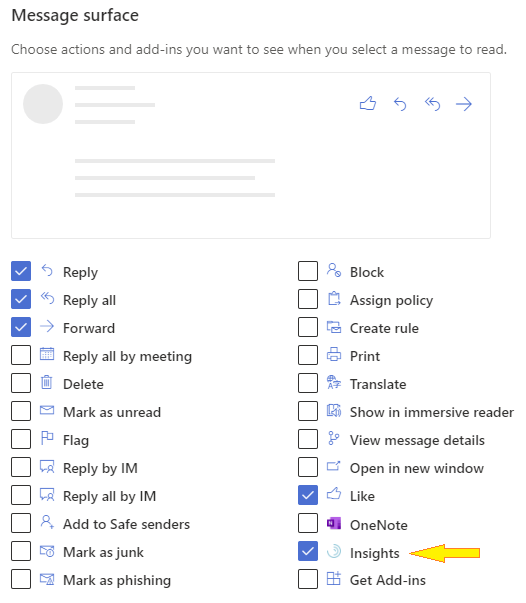 Message surface
Choose actions and add-ins you want to see when you select a message to read.
Reply
Reply all
Forward
Reply all by meeting
Delete
Mark as unread
Flag
Reply by IM
Reply all by IM
Add to Safe senders
Mark as junk
Mark as phishing
Block
Assign policy
Create rule
Print
Translate
Show in immersive reader
View message details
Open in new window
Like
OneNote
Insights
Get Add-ins